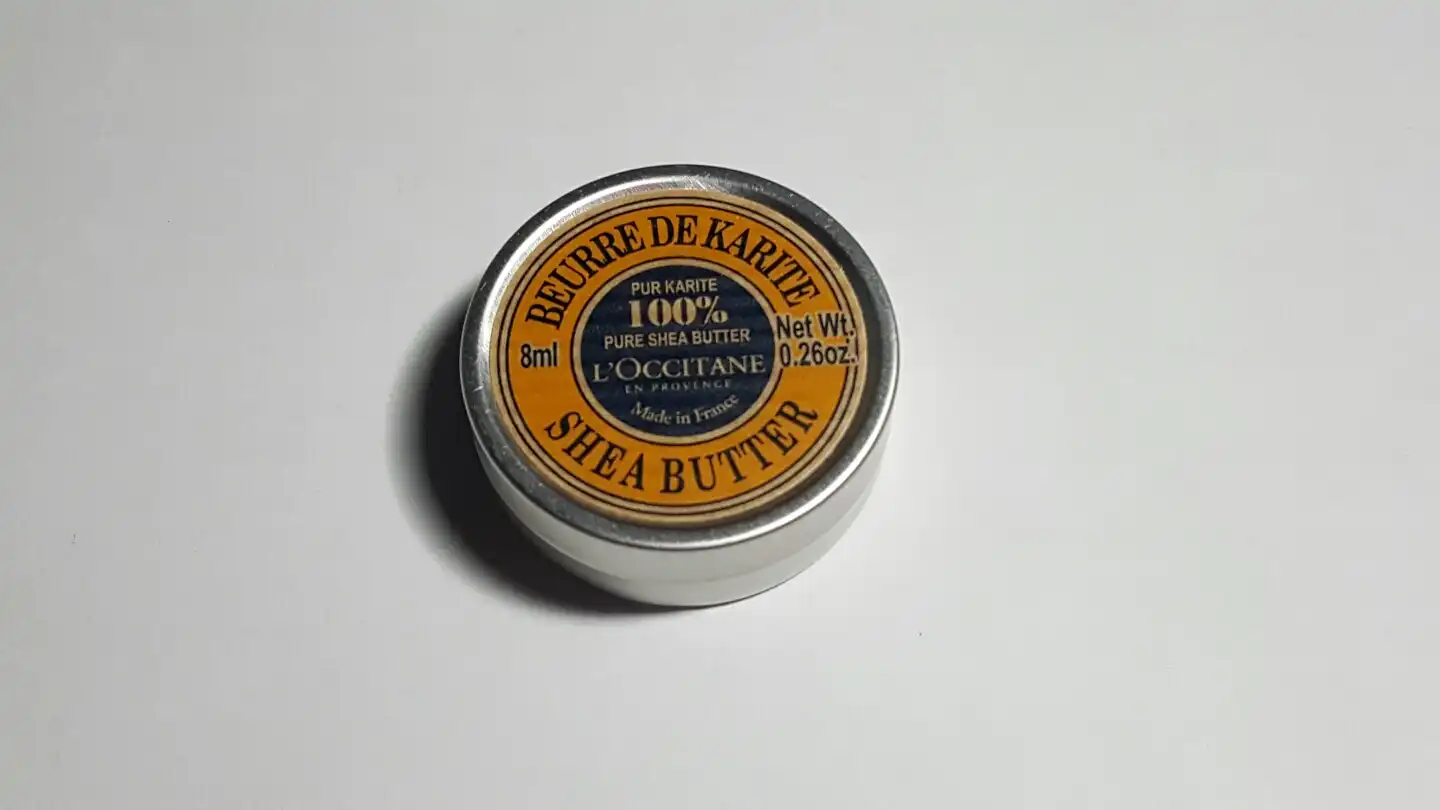 BEURRE DE KARITE
PUR KARITE
100%
PURE SHEA BUTTER
8ml
Net Wt.
0.26oz.
L'OCCITANE
EN PROVENCE
Made in France
SHEA BUTTER